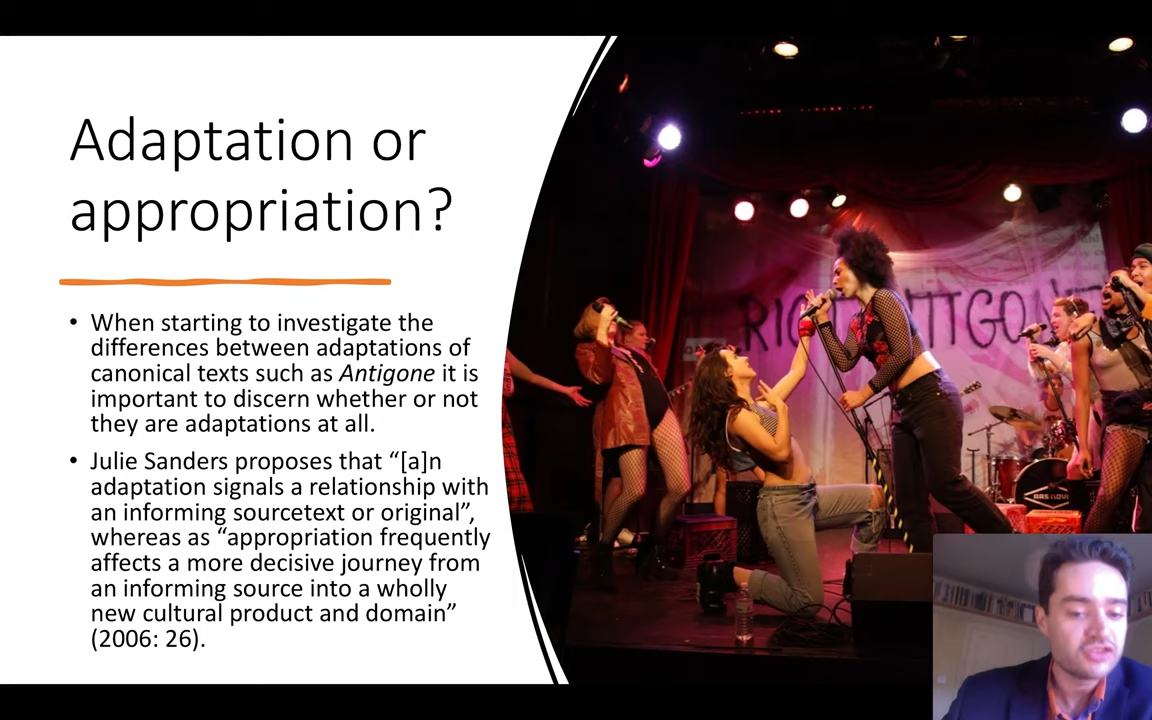 Adaptation or
appropriation?
• When starting to investigate the
differences between adaptations of
canonical texts such as Antigone it is
important to discern whether or not
they are adaptations at all.
• Julie Sanders proposes that “[a]n
adaptation signals a relationship with
an informing sourcetext or original”,
whereas as “appropriation frequently
affects a more decisive journey from
an informing source into a wholly
new cultural product and domain”
(2006: 26).
ARS NOVA